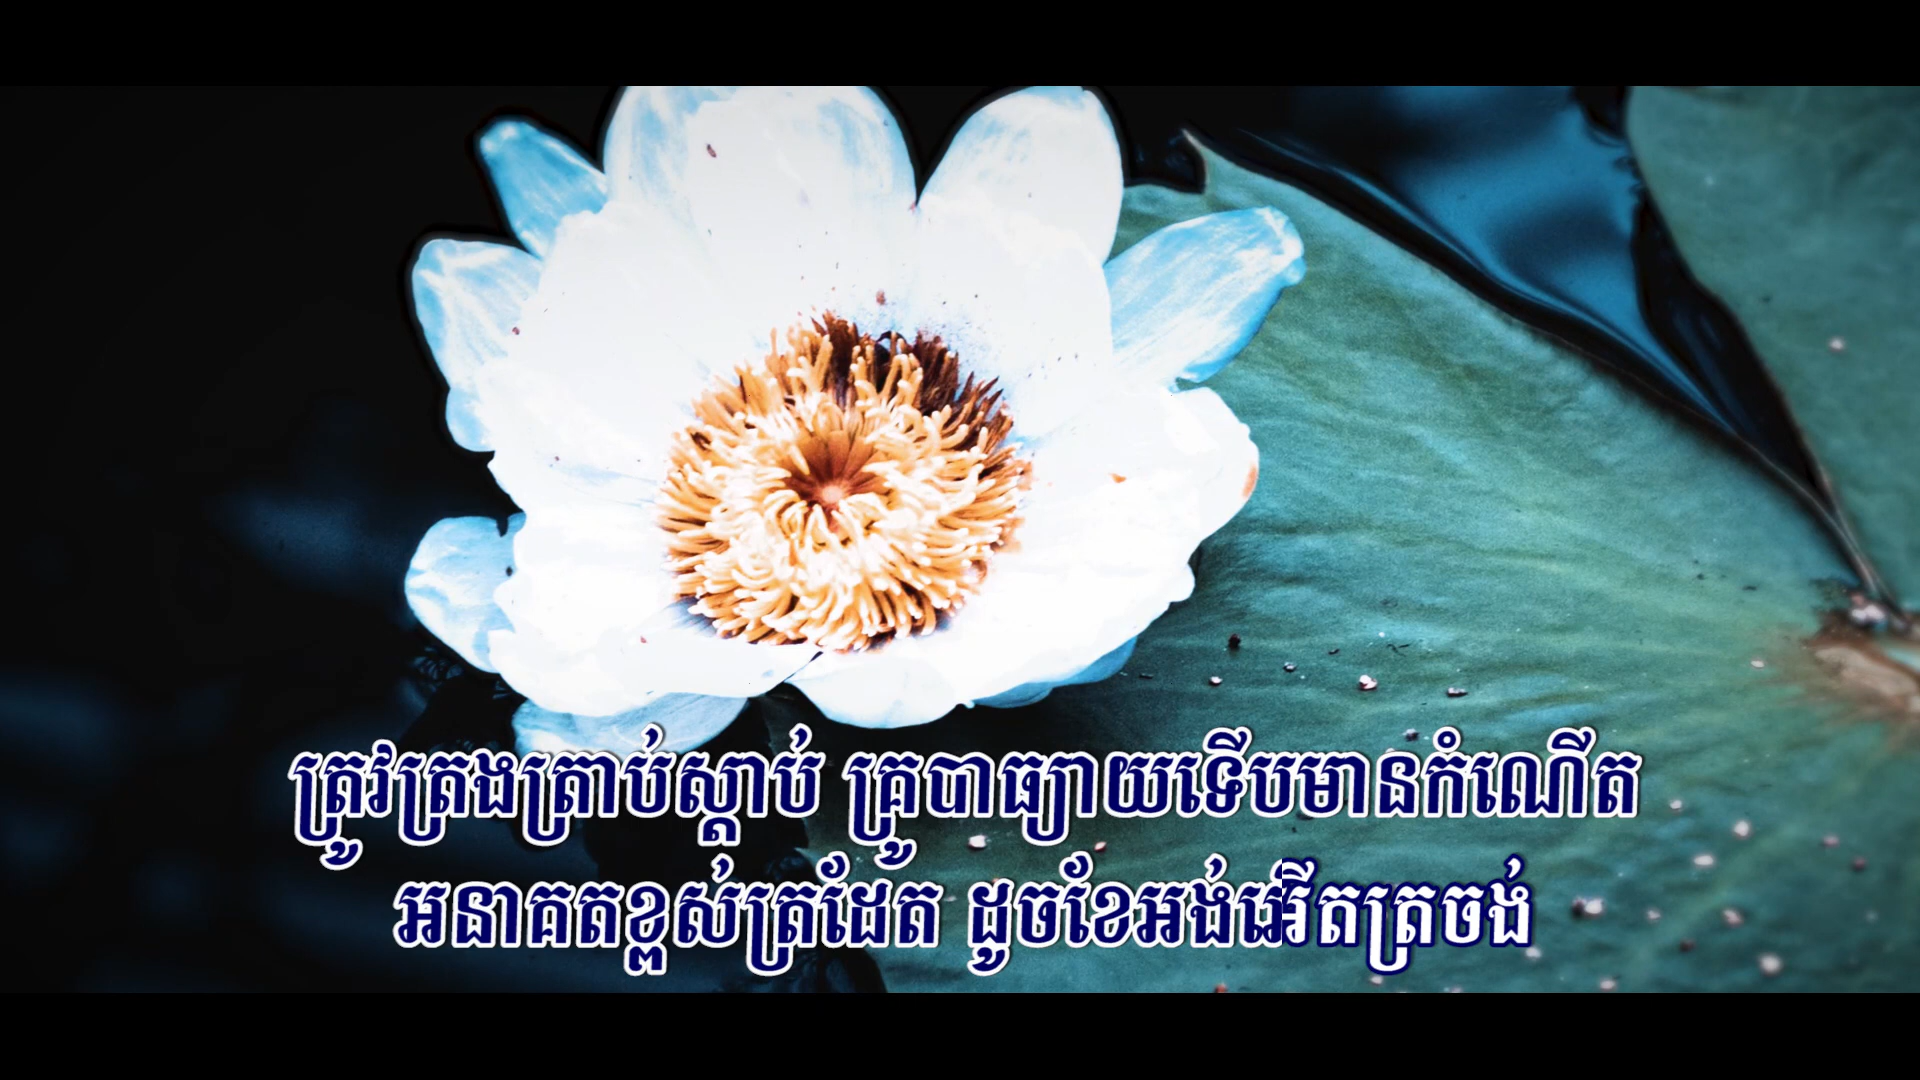 ត្រូវត្រងត្រាប់ស្ដាប់ គ្រូបាធ្យាយទើបមានកំណើត
អនាគតខ្ពស់ត្រដែត ដូចខែអង់អើតត្រចង់